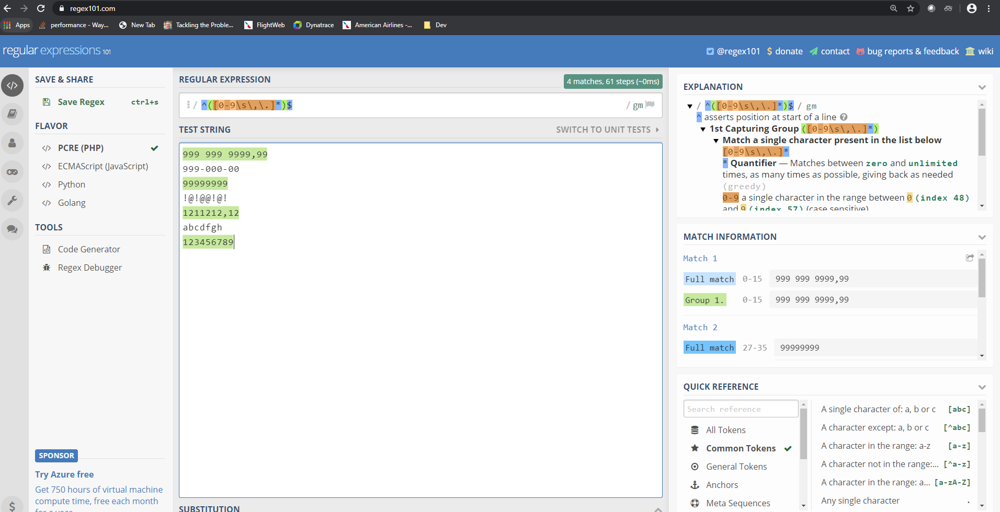 regex101.com
Apps performance - Way... New Tab Tackling the Proble... FlightWeb Dynatrace American Airlines -... Dev
regular expressions 101
@regex101 $ donate contact bug reports & feedback wiki
SAVE & SHARE
Save Regex ctrl+s
FLAVOR
</> PCRE (PHP)
</> ECMAScript (JavaScript)
</> Python
</> Golang
TOOLS
Code Generator
Regex Debugger
SPONSOR
Try Azure free
Get 750 hours of virtual machine
compute time, free each month
for a year
$
REGULAR EXPRESSION
4 matches, 61 steps (~0ms)
/ ^([0-9\s\,\.]*)$ / gm
TEST STRING
SWITCH TO UNIT TESTS
999 999 9999,99
999-000-00
99999999
!@!@@!@!
1211212,12
abcdfgh
123456789
SUBSTITUTION
EXPLANATION
/ ^([0-9\s\,\.]*)$ / gm
^ asserts position at start of a line
1st Capturing Group ([0-9\s\,\.]*)
Match a single character present in the list below
[0-9\s\,\.]*
* Quantifier — Matches between zero and unlimited
times, as many times as possible, giving back as needed
(greedy)
0-9 a single character in the range between 0 (index 48)
and 9 (index 57) (case sensitive)
MATCH INFORMATION
Match 1
Full match 0-15 999 999 9999,99
Group 1. 0-15 999 999 9999,99
Match 2
Full match 27-35 99999999
QUICK REFERENCE
Search reference
All Tokens
Common Tokens
General Tokens
Anchors
Meta Sequences
A single character of: a, b or c [abc]
A character except: a, b or c [^abc]
A character in the range: a-z [a-z]
A character not in the range:... [^a-z]
A character in the range: a... [a-zA-Z]
Any single character .